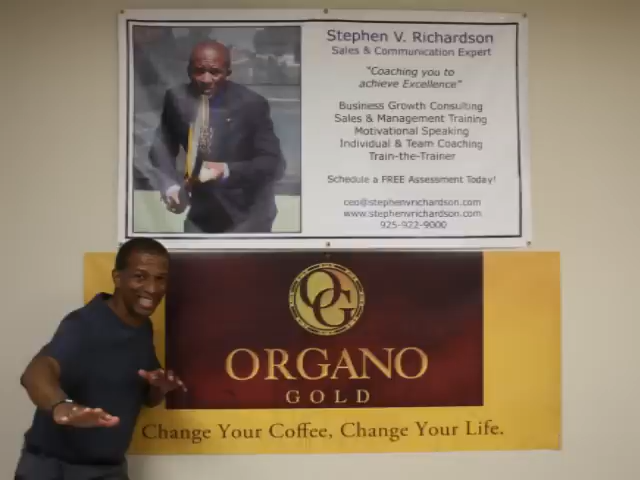 Stephen V. Richardson
Sales & Communication Expert
"Coaching you to
achieve Excellence"
Business Growth Consulting
Sales & Management Training
Motivational Speaking
Individual & Team Coaching
Train-the-Trainer
Schedule a FREE Assessment Today!
ceo@stephenvrichardson.com
www.stephenvrichardson.com
925-922-9000
OG
ORGANO
GOLD
Change Your Coffee, Change Your Life.